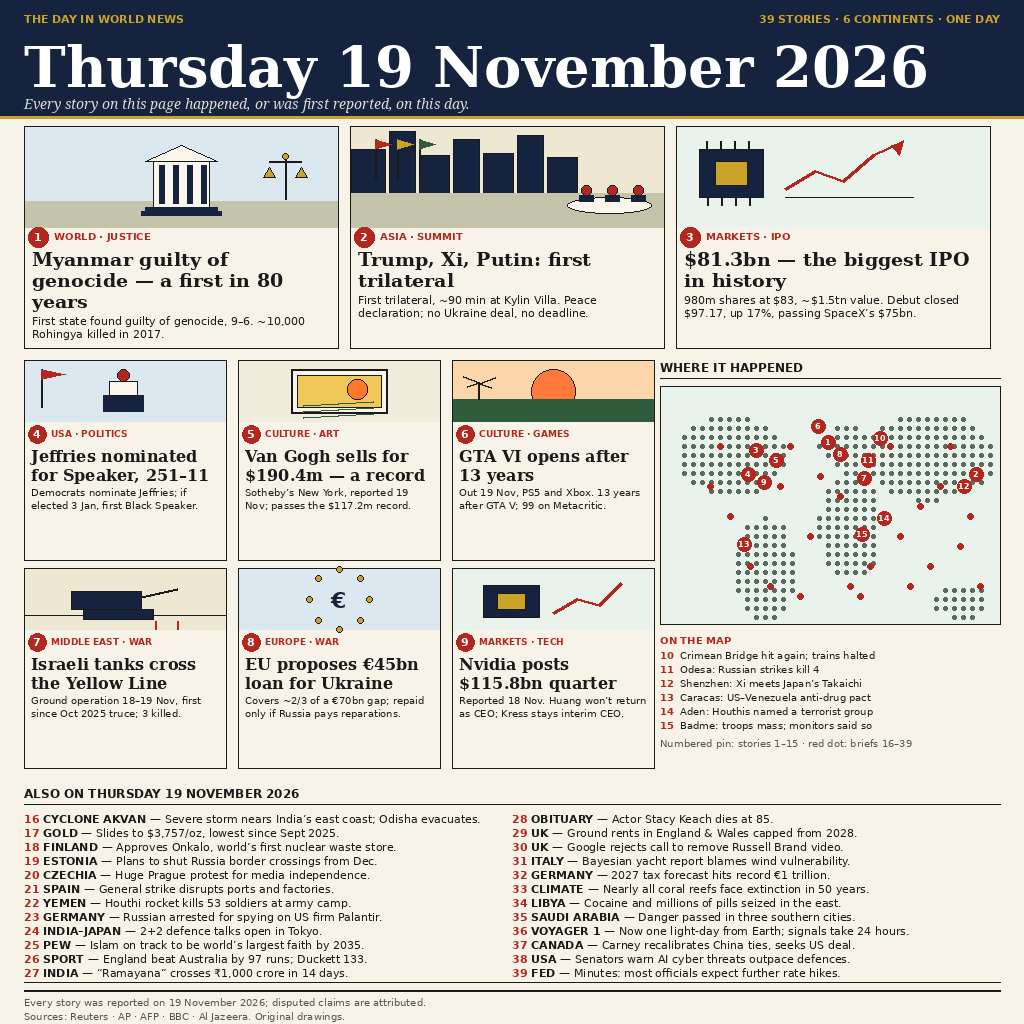 THE DAY IN WORLD NEWS
39 STORIES · 6 CONTINENTS · ONE DAY
Thursday 19 November 2026
Every story on this page happened, or was first reported, on this day.
1 WORLD · JUSTICE
Myanmar guilty of
genocide — a first in 80
years
First state found guilty of genocide, 9–6. ~10,000
Rohingya killed in 2017.
2 ASIA · SUMMIT
Trump, Xi, Putin: first
trilateral
First trilateral, ~90 min at Kylin Villa. Peace
declaration; no Ukraine deal, no deadline.
3 MARKETS · IPO
$81.3bn — the biggest IPO
in history
980m shares at $83, ~$1.5tn value. Debut closed
$97.17, up 17%, passing SpaceX’s $75bn.
4 USA · POLITICS
Jeffries nominated
for Speaker, 251–11
Democrats nominate Jeffries; if
elected 3 Jan, first Black Speaker.
5 CULTURE · ART
Van Gogh sells for
$190.4m — a record
Sotheby’s New York, reported 19
Nov; passes the $117.2m record.
6 CULTURE · GAMES
GTA VI opens after
13 years
Out 19 Nov, PS5 and Xbox. 13 years
after GTA V; 99 on Metacritic.
7 MIDDLE EAST · WAR
Israeli tanks cross
the Yellow Line
Ground operation 18–19 Nov, first
since Oct 2025 truce; 3 killed.
€
8 EUROPE · WAR
EU proposes €45bn
loan for Ukraine
Covers ~2/3 of a €70bn gap; repaid
only if Russia pays reparations.
9 MARKETS · TECH
Nvidia posts
$115.8bn quarter
Reported 18 Nov. Huang won’t return
as CEO; Kress stays interim CEO.
WHERE IT HAPPENED
6
1
10
3
8
5
11
4
9
7
2
12
14
15
13
ON THE MAP
10 Crimean Bridge hit again; trains halted
11 Odesa: Russian strikes kill 4
12 Shenzhen: Xi meets Japan’s Takaichi
13 Caracas: US–Venezuela anti-drug pact
14 Aden: Houthis named a terrorist group
15 Badme: troops mass; monitors said so
Numbered pin: stories 1–15 · red dot: briefs 16–39
ALSO ON THURSDAY 19 NOVEMBER 2026
16 CYCLONE AKVAN — Severe storm nears India’s east coast; Odisha evacuates.
17 GOLD — Slides to $3,757/oz, lowest since Sept 2025.
18 FINLAND — Approves Onkalo, world’s first nuclear waste store.
19 ESTONIA — Plans to shut Russia border crossings from Dec.
20 CZECHIA — Huge Prague protest for media independence.
21 SPAIN — General strike disrupts ports and factories.
22 YEMEN — Houthi rocket kills 53 soldiers at army camp.
23 GERMANY — Russian arrested for spying on US firm Palantir.
24 INDIA–JAPAN — 2+2 defence talks open in Tokyo.
25 PEW — Islam on track to be world’s largest faith by 2035.
26 SPORT — England beat Australia by 97 runs; Duckett 133.
27 INDIA — “Ramayana” crosses ₹1,000 crore in 14 days.
28 OBITUARY — Actor Stacy Keach dies at 85.
29 UK — Ground rents in England & Wales capped from 2028.
30 UK — Google rejects call to remove Russell Brand video.
31 ITALY — Bayesian yacht report blames wind vulnerability.
32 GERMANY — 2027 tax forecast hits record €1 trillion.
33 CLIMATE — Nearly all coral reefs face extinction in 50 years.
34 LIBYA — Cocaine and millions of pills seized in the east.
35 SAUDI ARABIA — Danger passed in three southern cities.
36 VOYAGER 1 — Now one light-day from Earth; signals take 24 hours.
37 CANADA — Carney recalibrates China ties, seeks US deal.
38 USA — Senators warn AI cyber threats outpace defences.
39 FED — Minutes: most officials expect further rate hikes.
Every story was reported on 19 November 2026; disputed claims are attributed.
Sources: Reuters · AP · AFP · BBC · Al Jazeera. Original drawings.